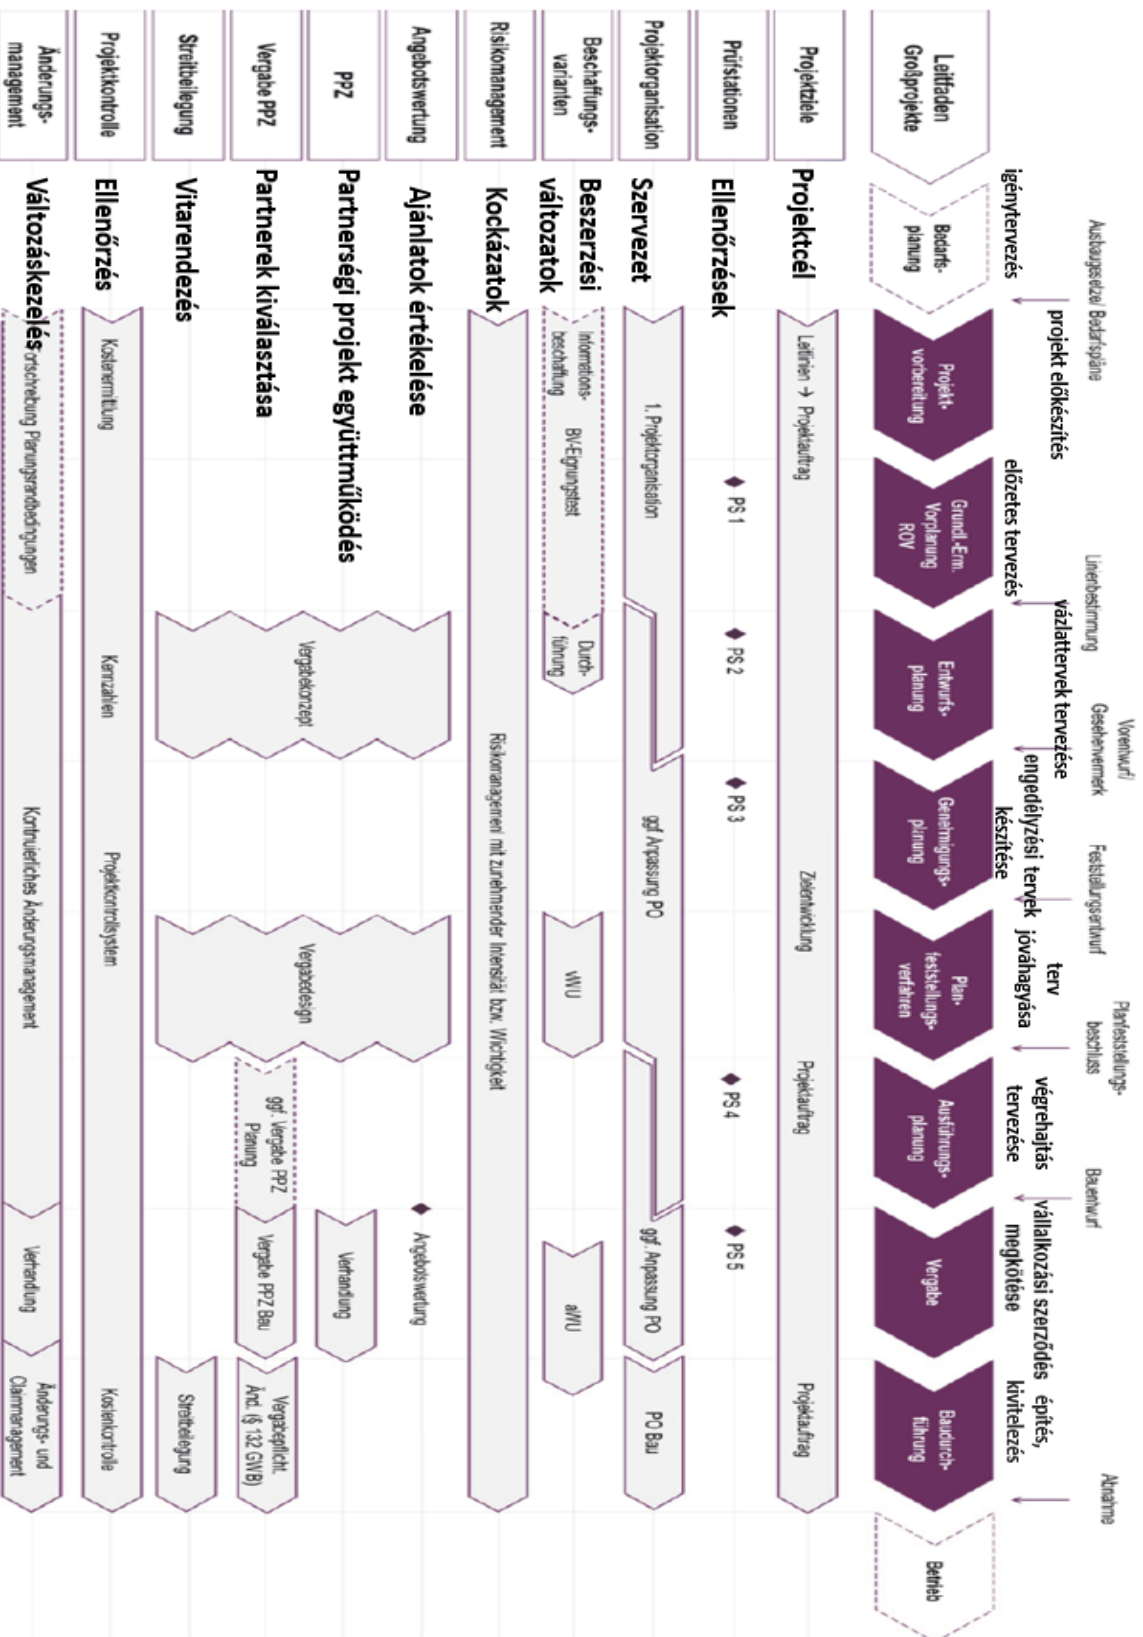 Ausbaugesetze/ Bedarfspläne
Linienbestimmung
Vorentwurf/
Gesehenvermerk
Feststellungsentwurf
Planfeststellungs-
beschluss
Bauentwurf
Abnahme
igénytervezés
projekt előkészítés
előzetes tervezés
vázlattervek tervezése
engedélyzési tervek
készítése
terv
jóváhagyása
végrehajtás
tervezése
vállalkozási szerződés
megkötése
építés,
kivitelezés
Leitfaden
Großprojekte
Bedarfs-
planung
Projekt-
vorbereitung
Grundl.-Erm.
Vorplanung
ROV
Entwurfs-
planung
Genehmigungs-
planung
Plan-
feststellungs-
verfahren
Ausführungs-
planung
Vergabe
Baudurch-
führung
Betrieb
Projektziele
Projektcél
Leitlinien → Projektauftrag
Zielentwicklung
Projektauftrag
Projektauftrag
Prüfstationen
Ellenőrzések
PS 1
PS 2
PS 3
PS 4
PS 5
Projektorganisation
Szervezet
1. Projektorganisation
ggf. Anpassung PO
ggf. Anpassung PO
PO Bau
Beschaffungs-
varianten
Beszerzési
változatok
Informations-
beschaffung
BV-Eignungstest
Durch-
führung
vWU
aWU
Risikomanagement
Kockázatok
Risikomanagement mit zunehmender Intensität bzw. Wichtigkeit
Angebotswertung
Ajánlatok értékelése
Angebotswertung
PPZ
Partnerségi projekt együttműködés
Verhandlung
Vergabe PPZ
Partnerek kiválasztása
Vergabekonzept
Vergabedesign
ggf. Vergabe PPZ
Planung
Vergabe PPZ Bau
Vergabepflicht.
Änd. (§ 132 GWB)
Streitbeilegung
Vitarendezés
Streitbeilegung
Projektkontrolle
Ellenőrzés
Kostenermittlung
Kennzahlen
Projektkontrollsystem
Kostenkontrolle
Änderungs-
management
Változáskezelés
Fortschreibung Planungsrandbedingungen
Kontinuierliches Änderungsmanagement
Verhandlung
Änderungs- und
Claimmanagement